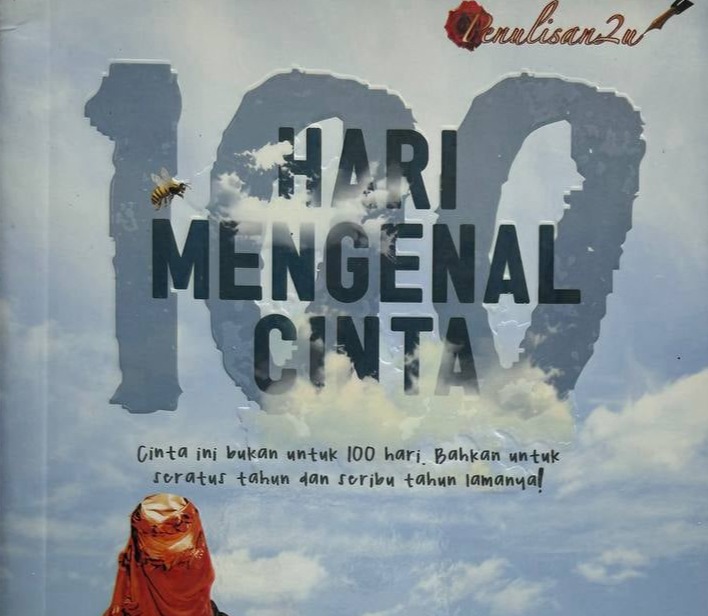 Penulisan2u
100
HARI
MENGENAL
CINTA
Cinta ini bukan untuk 100 hari. Bahkan untuk
seratus tahun dan seribu tahun lamanya!